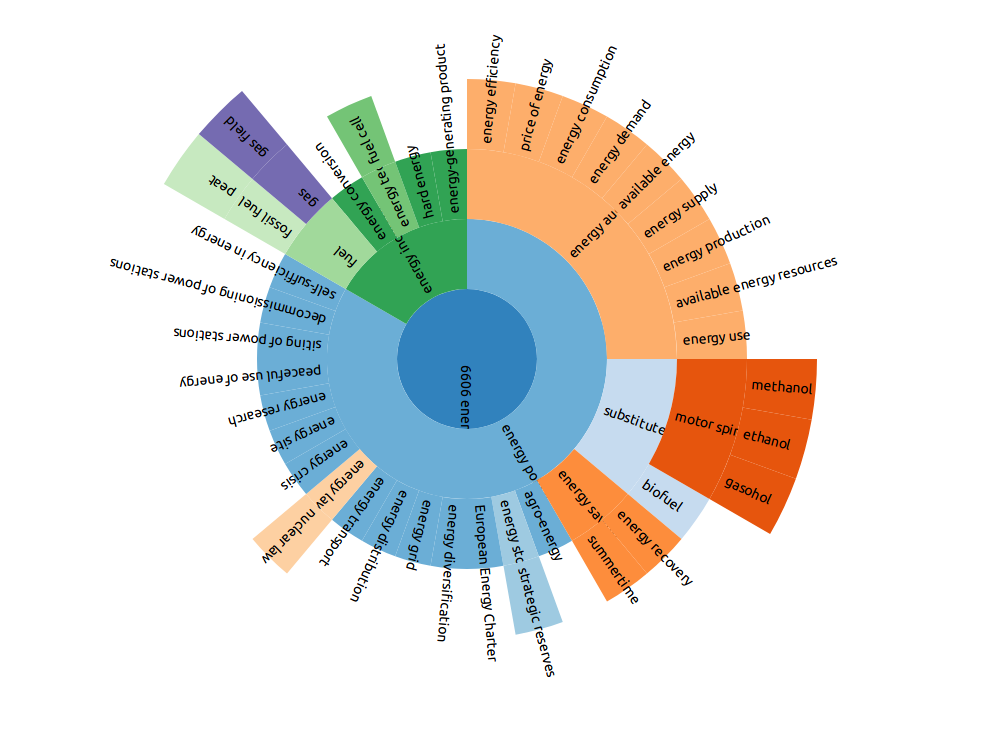 6606 ener
energy po
energy au
energy efficiency
price of energy
energy consumption
energy demand
available energy
energy supply
energy production
available energy resources
energy use
substitute
motor spir
methanol
ethanol
gasohol
biofuel
energy sav
energy recovery
summertime
agro-energy
energy stc
strategic reserves
European Energy Charter
energy diversification
energy grid
energy distribution
energy transport
energy lav
nuclear law
energy crisis
energy site
energy research
peaceful use of energy
siting of power stations
decommissioning of power stations
self-sufficiency in energy
energy inc
fuel
fossil fuel
peat
gas
gas field
energy conversion
energy tec
fuel cell
hard energy
energy-generating product